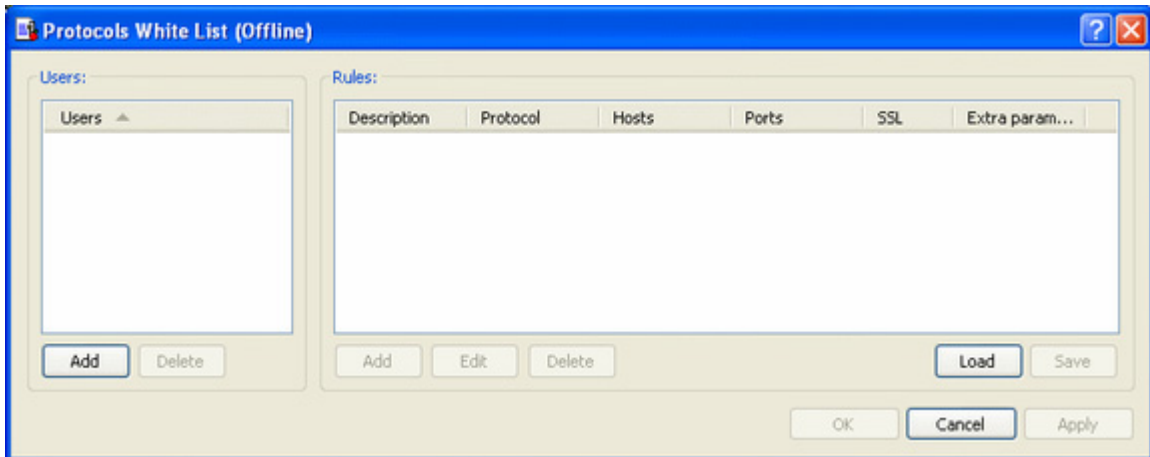 Protocols White List (Offline)
Users:
Users
Add Delete
Rules:
Description Protocol Hosts Ports SSL Extra param...
Add Edit Delete Load Save
OK Cancel Apply